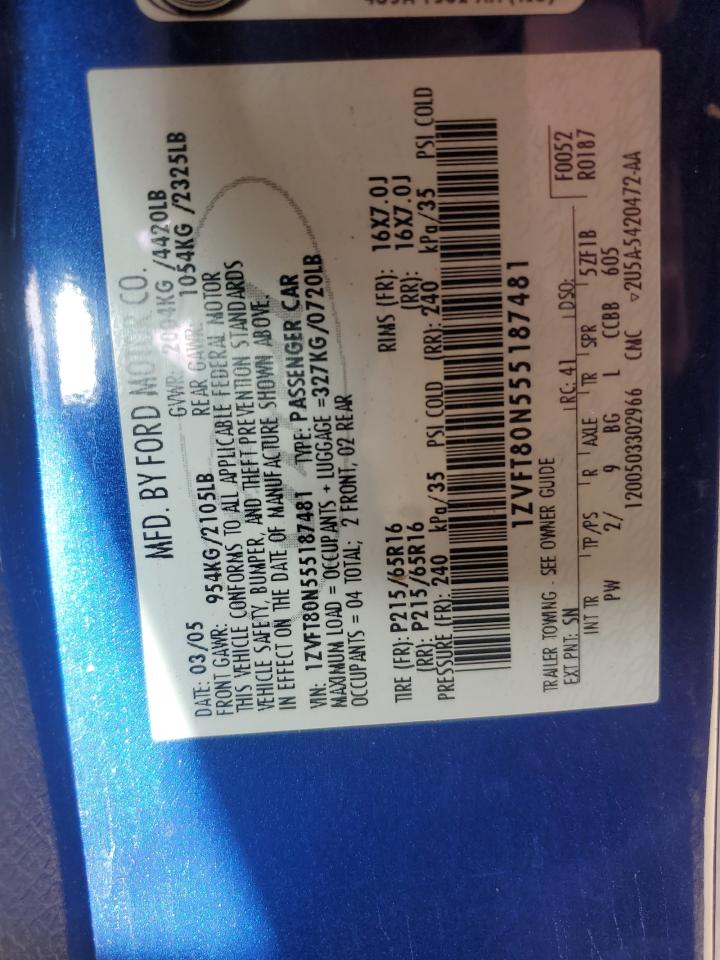 MFD. BY FORD MOTOR CO.
DATE: 03/05 GVWR: 2004KG /4420LB
FRONT GAWR: 954KG/2105LB REAR GAWR: 1054KG /2325LB
THIS VEHICLE CONFORMS TO ALL APPLICABLE FEDERAL MOTOR
VEHICLE SAFETY, BUMPER, AND THEFT PREVENTION STANDARDS
IN EFFECT ON THE DATE OF MANUFACTURE SHOWN ABOVE.
VIN: 1ZVFT80N555187481 TYPE: PASSENGER CAR
MAXIMUM LOAD = OCCUPANTS + LUGGAGE =327KG/0720LB
OCCUPANTS = 04 TOTAL; 2 FRONT, 02 REAR
TIRE (FR): P215/65R16 RIMS (FR): 16X7.0J
(RR): P215/65R16 (RR): 16X7.0J
PRESSURE (FR): 240 kPa/35 PSI COLD (RR): 240 kPa/35 PSI COLD
1ZVFT80N555187481
TRAILER TOWING - SEE OWNER GUIDE F0052
EXT PNT: SN RC: 41 DSO: R0187
INT TR TP/PS R AXLE TR SPR 5ZF1B
PW 2/ 9 BG L CCBB 605
1200503302966 CMC ▽2U5A-5420472-AA